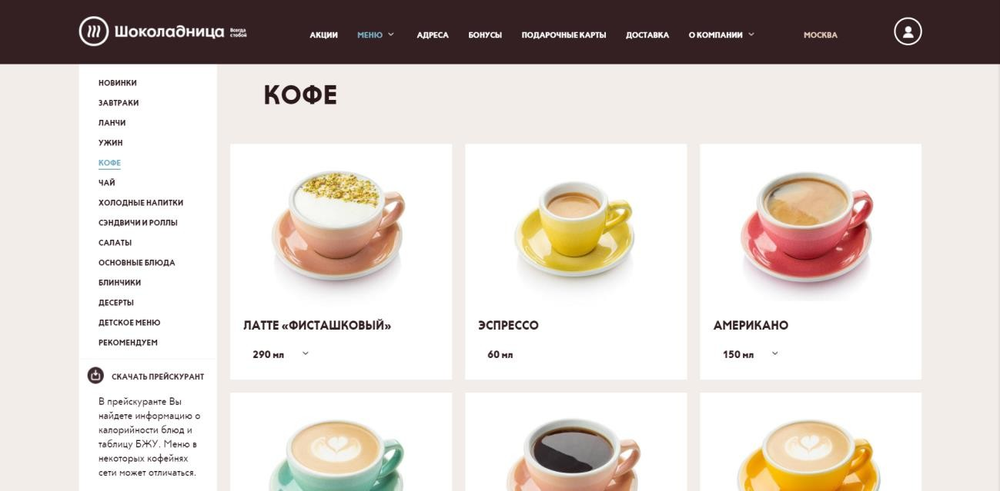 Шоколадница Всегда с тобой
АКЦИИ МЕНЮ АДРЕСА БОНУСЫ ПОДАРОЧНЫЕ КАРТЫ ДОСТАВКА О КОМПАНИИ МОСКВА
НОВИНКИ
ЗАВТРАКИ
ЛАНЧИ
УЖИН
КОФЕ
ЧАЙ
ХОЛОДНЫЕ НАПИТКИ
СЭНДВИЧИ И РОЛЛЫ
САЛАТЫ
ОСНОВНЫЕ БЛЮДА
БЛИНЧИКИ
ДЕСЕРТЫ
ДЕТСКОЕ МЕНЮ
РЕКОМЕНДУЕМ
СКАЧАТЬ ПРЕЙСКУРАНТ
В прейскуранте Вы
найдете информацию о
калорийности блюд и
таблицу БЖУ. Меню в
некоторых кофейнях
сети может отличаться.
КОФЕ
ЛАТТЕ «ФИСТАШКОВЫЙ»
290 мл
ЭСПРЕССО
60 мл
АМЕРИКАНО
150 мл